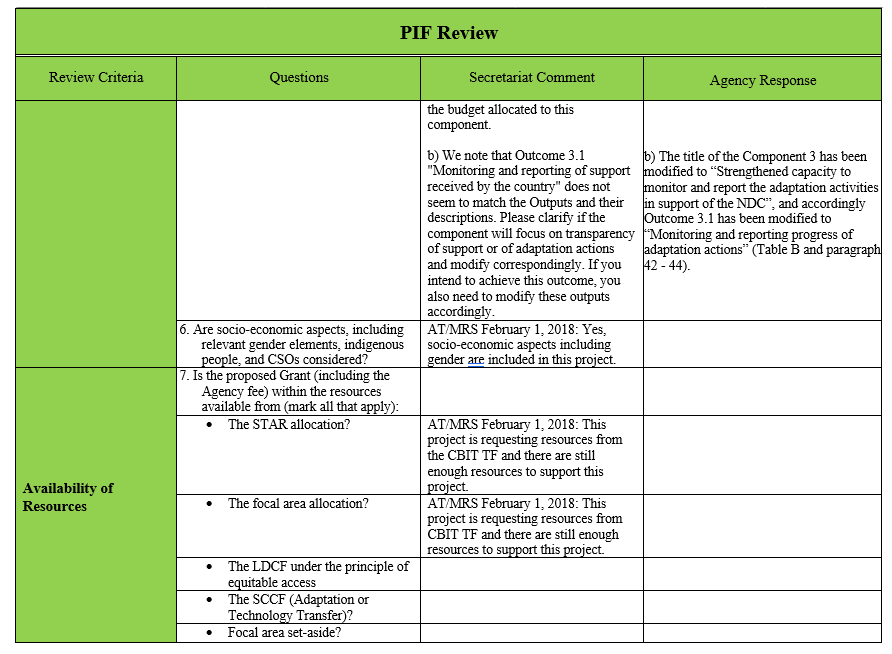 PIF Review
Review Criteria
Questions
Secretariat Comment
Agency Response
the budget allocated to this
component.
b) We note that Outcome 3.1
"Monitoring and reporting of support
received by the country" does not
seem to match the Outputs and their
descriptions. Please clarify if the
component will focus on transparency
of support or of adaptation actions
and modify correspondingly. If you
intend to achieve this outcome, you
also need to modify these outputs
accordingly.
b) The title of the Component 3 has been
modified to “Strengthened capacity to
monitor and report the adaptation activities
in support of the NDC”, and accordingly
Outcome 3.1 has been modified to
“Monitoring and reporting progress of
adaptation actions” (Table B and paragraph
42 - 44).
6. Are socio-economic aspects, including
relevant gender elements, indigenous
people, and CSOs considered?
AT/MRS February 1, 2018: Yes,
socio-economic aspects including
gender are included in this project.
Availability of
Resources
7. Is the proposed Grant (including the
Agency fee) within the resources
available from (mark all that apply):
• The STAR allocation?
AT/MRS February 1, 2018: This
project is requesting resources from
the CBIT TF and there are still
enough resources to support this
project.
• The focal area allocation?
AT/MRS February 1, 2018: This
project is requesting resources from
CBIT TF and there are still enough
resources to support this project.
• The LDCF under the principle of
equitable access
• The SCCF (Adaptation or
Technology Transfer)?
• Focal area set-aside?